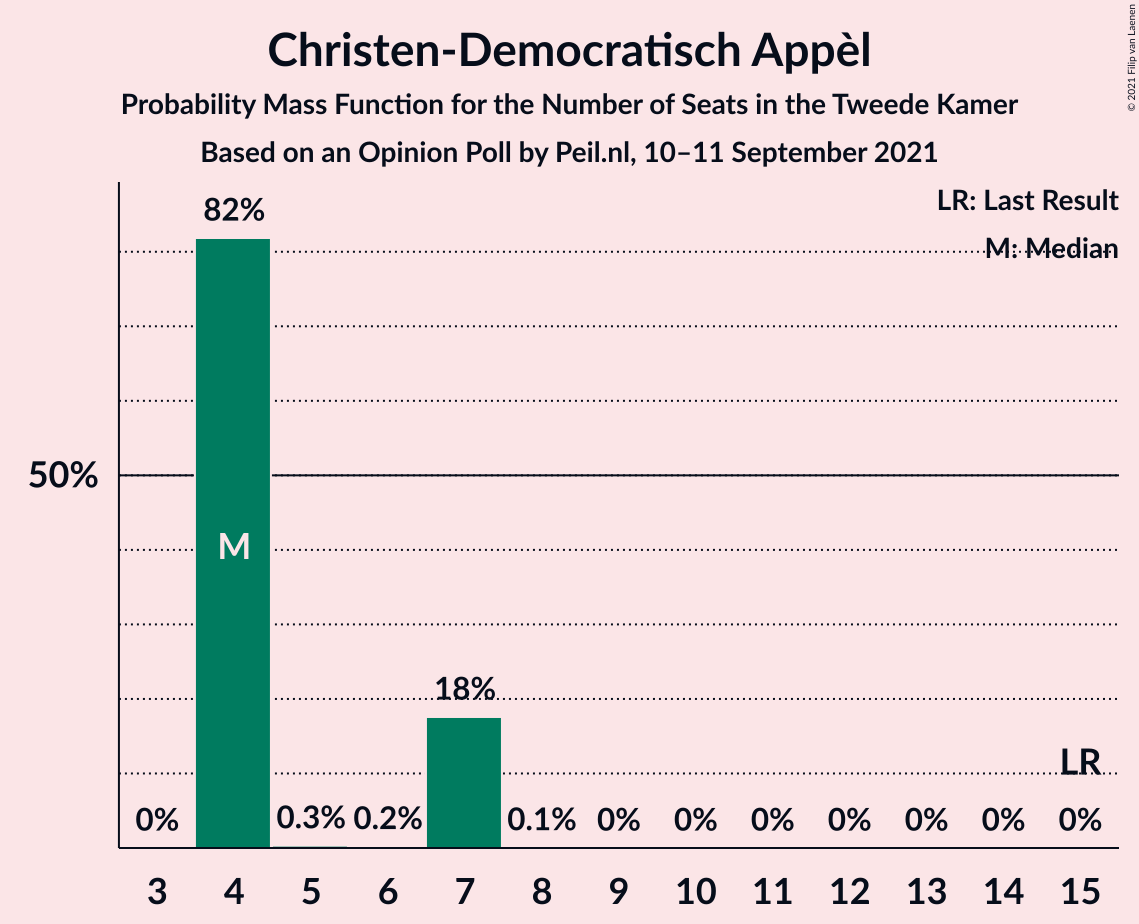 Christen-Democratisch Appèl
Probability Mass Function for the Number of Seats in the Tweede Kamer
Based on an Opinion Poll by Peil.nl, 10–11 September 2021
© 2021 Filip van Laenen
LR: Last Result
M: Median
82%
50%
M
18%
LR
0% 0.3% 0.2% 0.1% 0% 0% 0% 0% 0% 0% 0%
3 4 5 6 7 8 9 10 11 12 13 14 15